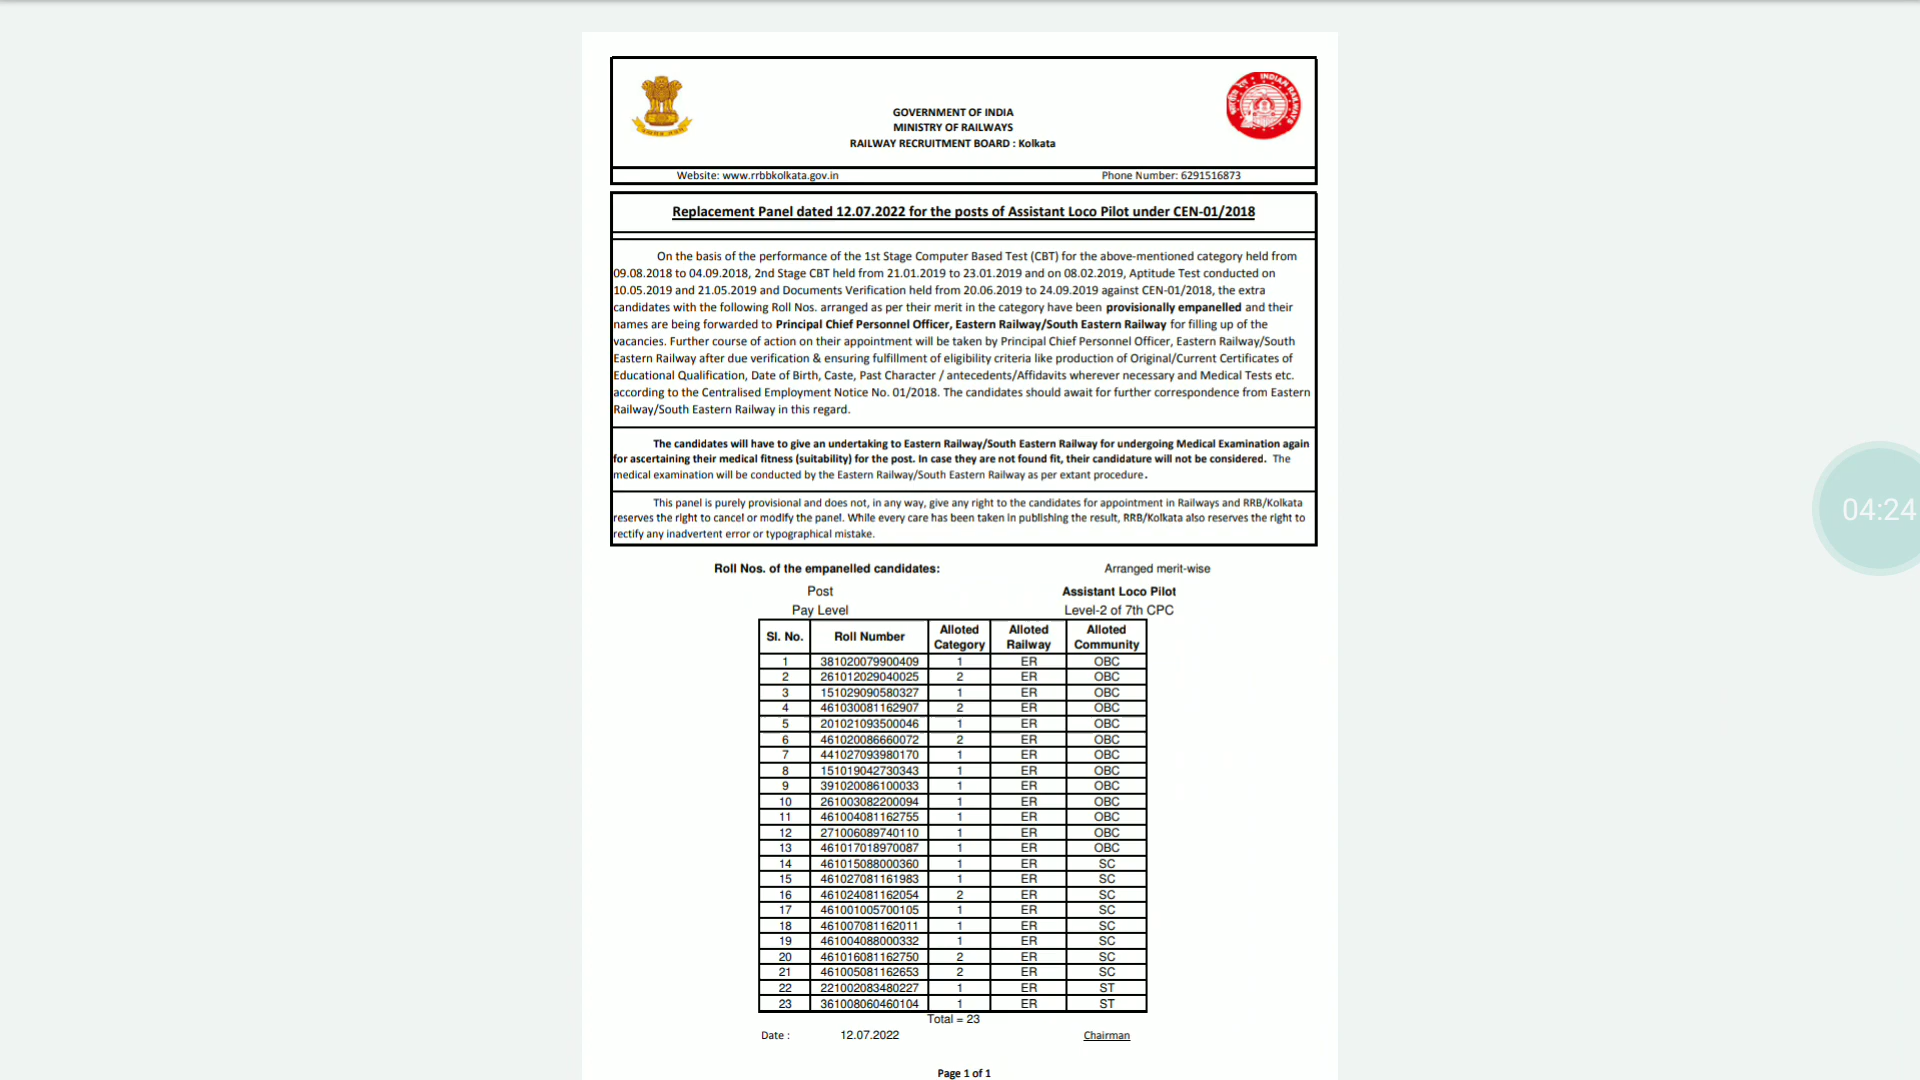 GOVERNMENT OF INDIA
MINISTRY OF RAILWAYS
RAILWAY RECRUITMENT BOARD : Kolkata
INDIAN RAILWAYS
Website: www.rrbbkolkata.gov.in Phone Number: 6291516873
Replacement Panel dated 12.07.2022 for the posts of Assistant Loco Pilot under CEN-01/2018
On the basis of the performance of the 1st Stage Computer Based Test (CBT) for the above-mentioned category held from
09.08.2018 to 04.09.2018, 2nd Stage CBT held from 21.01.2019 to 23.01.2019 and on 08.02.2019, Aptitude Test conducted on
10.05.2019 and 21.05.2019 and Documents Verification held from 20.06.2019 to 24.09.2019 against CEN-01/2018, the extra
candidates with the following Roll Nos. arranged as per their merit in the category have been provisionally empanelled and their
names are being forwarded to Principal Chief Personnel Officer, Eastern Railway/South Eastern Railway for filling up of the
vacancies. Further course of action on their appointment will be taken by Principal Chief Personnel Officer, Eastern Railway/South
Eastern Railway after due verification & ensuring fulfillment of eligibility criteria like production of Original/Current Certificates of
Educational Qualification, Date of Birth, Caste, Past Character / antecedents/Affidavits wherever necessary and Medical Tests etc.
according to the Centralised Employment Notice No. 01/2018. The candidates should await for further correspondence from Eastern
Railway/South Eastern Railway in this regard.
The candidates will have to give an undertaking to Eastern Railway/South Eastern Railway for undergoing Medical Examination again
for ascertaining their medical fitness (suitability) for the post. In case they are not found fit, their candidature will not be considered. The
medical examination will be conducted by the Eastern Railway/South Eastern Railway as per extant procedure.
This panel is purely provisional and does not, in any way, give any right to the candidates for appointment in Railways and RRB/Kolkata
reserves the right to cancel or modify the panel. While every care has been taken in publishing the result, RRB/Kolkata also reserves the right to
rectify any inadvertent error or typographical mistake.
Roll Nos. of the empanelled candidates: Arranged merit-wise
Post Assistant Loco Pilot
Pay Level Level-2 of 7th CPC
Sl. No. Roll Number Alloted Category Alloted Railway Alloted Community
1 381020079900409 1 ER OBC
2 261012029040025 2 ER OBC
3 151029090580327 1 ER OBC
4 461030081162907 2 ER OBC
5 201021093500046 1 ER OBC
6 461020086660072 2 ER OBC
7 441027093980170 1 ER OBC
8 151019042730343 1 ER OBC
9 391020086100033 1 ER OBC
10 261003082200094 1 ER OBC
11 461004081162755 1 ER OBC
12 271006089740110 1 ER OBC
13 461017018970087 1 ER OBC
14 461015088000360 1 ER SC
15 461027081161983 1 ER SC
16 461024081162054 2 ER SC
17 461001005700105 1 ER SC
18 461007081162011 1 ER SC
19 461004088000332 1 ER SC
20 461016081162750 2 ER SC
21 461005081162653 2 ER SC
22 221002083480227 1 ER ST
23 361008060460104 1 ER ST
Total = 23
Date : 12.07.2022 Chairman
Page 1 of 1
04:24